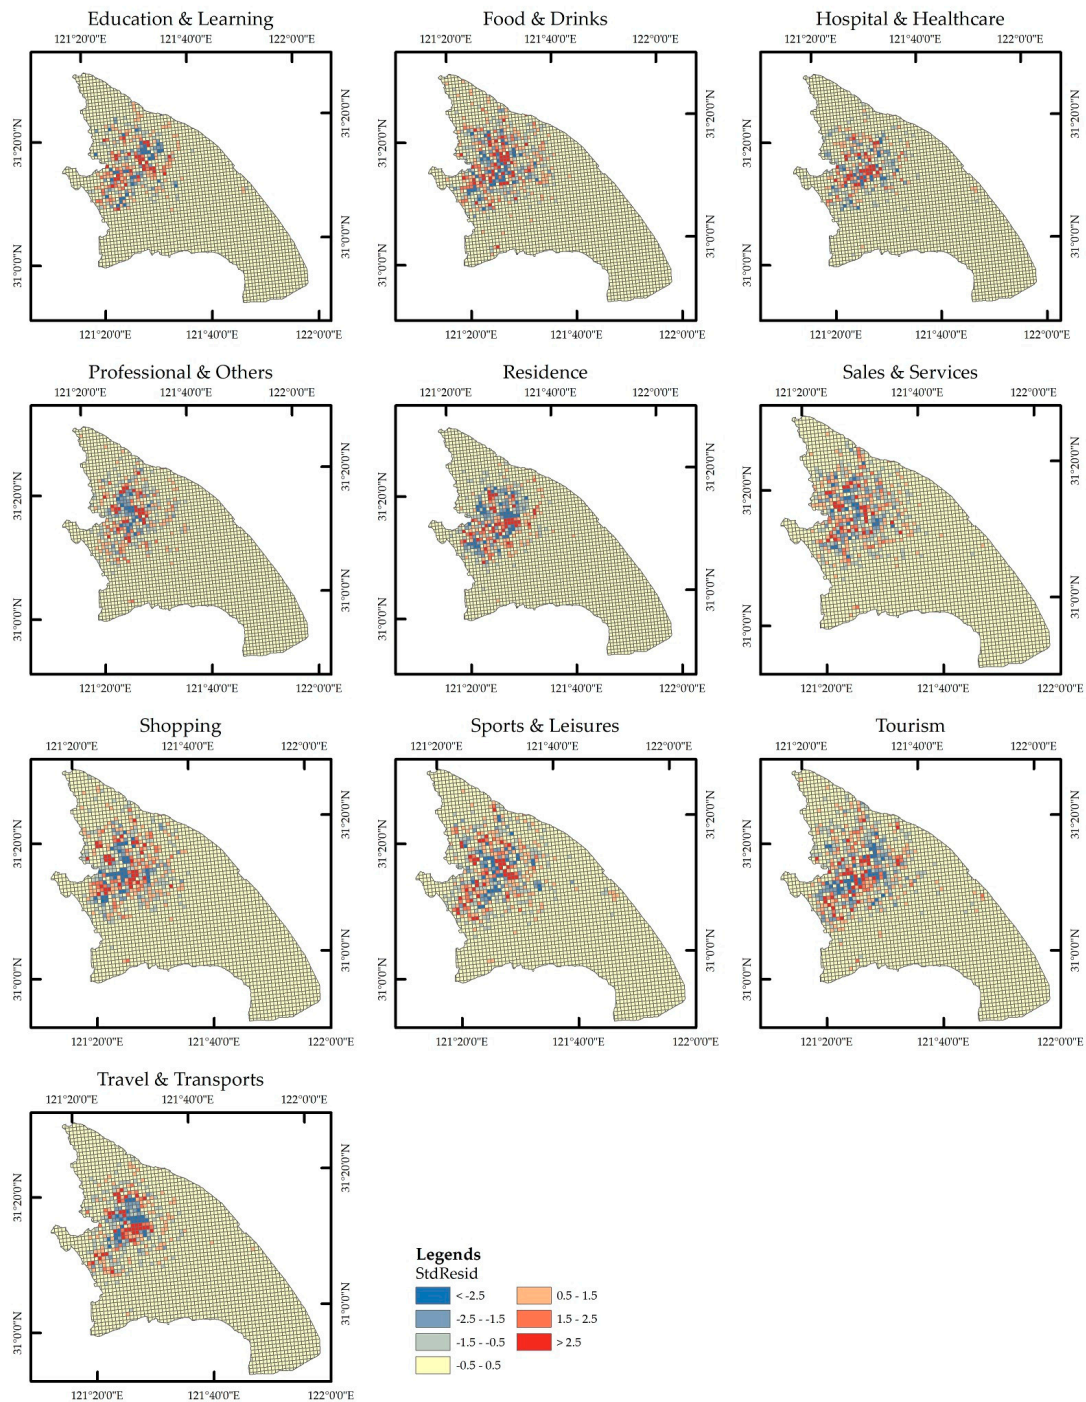 Education & Learning
Food & Drinks
Hospital & Healthcare
121°20'0"E 121°40'0"E 122°0'0"E
121°20'0"E 121°40'0"E 122°0'0"E
121°20'0"E 121°40'0"E 122°0'0"E
31°20'0"N 31°0'0"N
31°20'0"N 31°0'0"N
31°20'0"N 31°0'0"N
31°20'0"N 31°0'0"N
31°20'0"N 31°0'0"N
31°20'0"N 31°0'0"N
121°20'0"E 121°40'0"E 122°0'0"E
121°20'0"E 121°40'0"E 122°0'0"E
121°20'0"E 121°40'0"E 122°0'0"E
Professional & Others
Residence
Sales & Services
121°20'0"E 121°40'0"E 122°0'0"E
121°20'0"E 121°40'0"E 122°0'0"E
121°20'0"E 121°40'0"E 122°0'0"E
31°20'0"N 31°0'0"N
31°20'0"N 31°0'0"N
31°20'0"N 31°0'0"N
31°20'0"N 31°0'0"N
31°20'0"N 31°0'0"N
31°20'0"N 31°0'0"N
121°20'0"E 121°40'0"E 122°0'0"E
121°20'0"E 121°40'0"E 122°0'0"E
121°20'0"E 121°40'0"E 122°0'0"E
Shopping
Sports & Leisures
Tourism
121°20'0"E 121°40'0"E 122°0'0"E
121°20'0"E 121°40'0"E 122°0'0"E
121°20'0"E 121°40'0"E 122°0'0"E
31°20'0"N 31°0'0"N
31°20'0"N 31°0'0"N
31°20'0"N 31°0'0"N
31°20'0"N 31°0'0"N
31°20'0"N 31°0'0"N
31°20'0"N 31°0'0"N
121°20'0"E 121°40'0"E 122°0'0"E
121°20'0"E 121°40'0"E 122°0'0"E
121°20'0"E 121°40'0"E 122°0'0"E
Travel & Transports
121°20'0"E 121°40'0"E 122°0'0"E
31°20'0"N 31°0'0"N
31°20'0"N 31°0'0"N
121°20'0"E 121°40'0"E 122°0'0"E
Legends
StdResid
< -2.5
-2.5 - -1.5
-1.5 - -0.5
-0.5 - 0.5
0.5 - 1.5
1.5 - 2.5
> 2.5